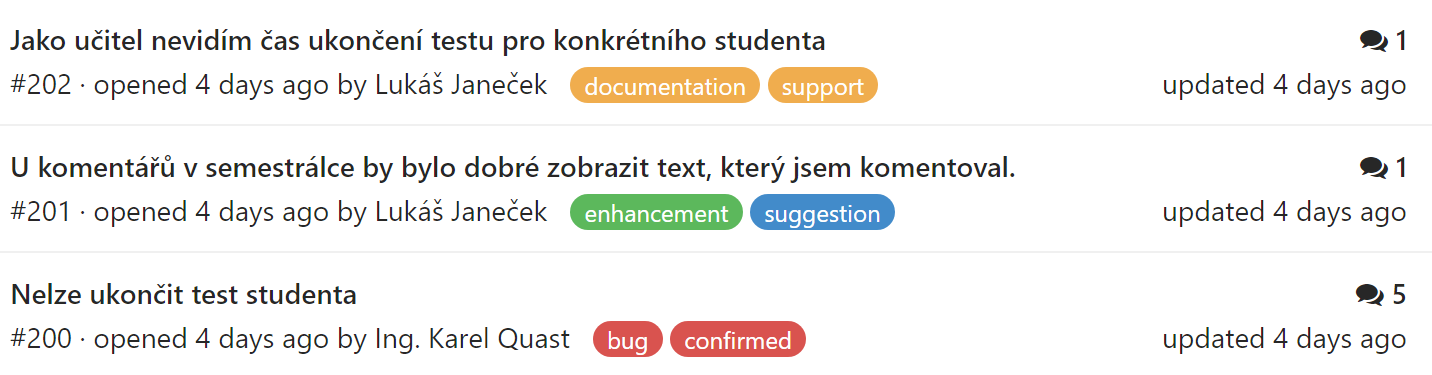 Jako učitel nevidím čas ukončení testu pro konkrétního studenta 1
#202 · opened 4 days ago by Lukáš Janeček documentation support updated 4 days ago
U komentářů v semestrálce by bylo dobré zobrazit text, který jsem komentoval. 1
#201 · opened 4 days ago by Lukáš Janeček enhancement suggestion updated 4 days ago
Nelze ukončit test studenta 5
#200 · opened 4 days ago by Ing. Karel Quast bug confirmed updated 4 days ago